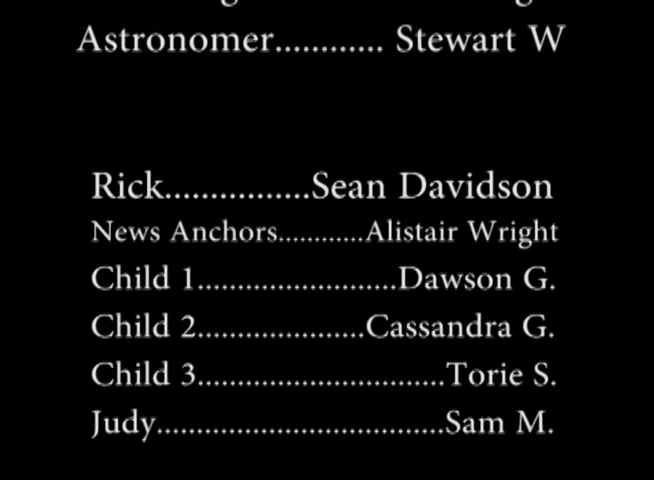 Astronomer............ Stewart W
Rick...............Sean Davidson
News Anchors............Alistair Wright
Child 1.........................Dawson G.
Child 2.....................Cassandra G.
Child 3...............................Torie S.
Judy....................................Sam M.